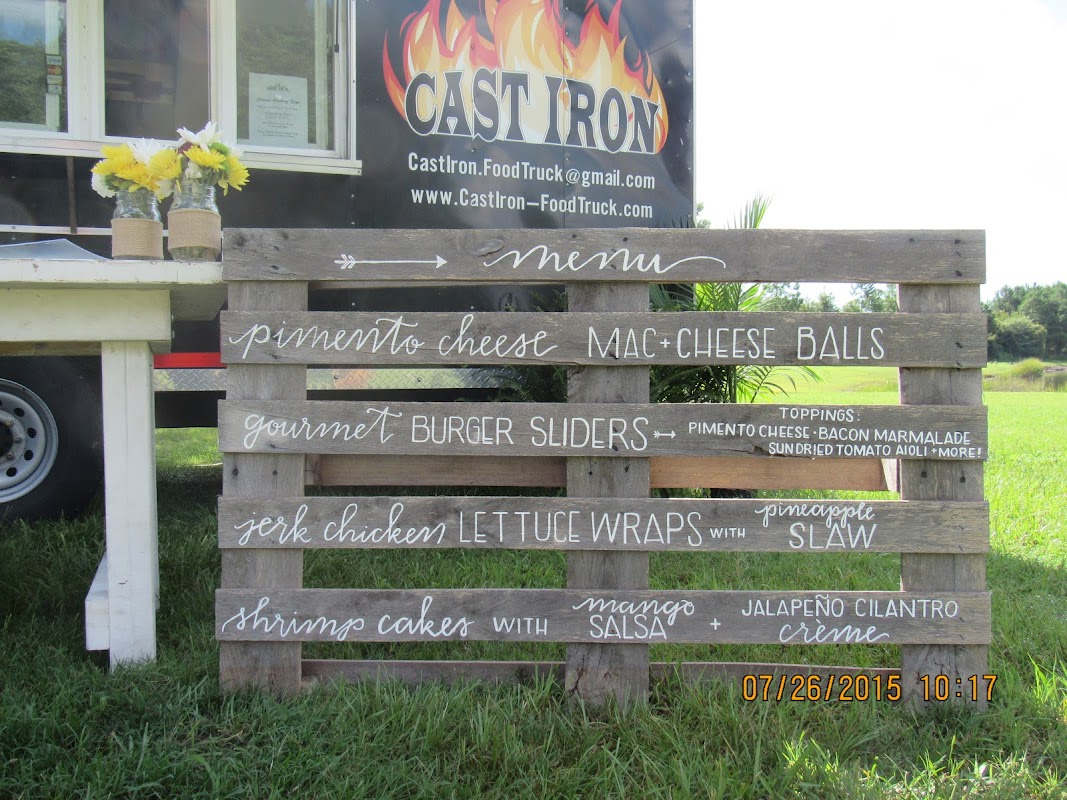 CAST IRON
CastIron.FoodTruck@gmail.com
www.CastIron-FoodTruck.com
VISA
menu
pimento cheese MAC + CHEESE BALLS
gourmet BURGER SLIDERS
TOPPINGS:
PIMENTO CHEESE · BACON MARMALADE
SUNDRIED TOMATO AIOLI + MORE!
jerk chicken LETTUCE WRAPS WITH pineapple SLAW
shrimp cakes WITH mango SALSA + JALAPEÑO CILANTRO crème
07/26/2015 10:17